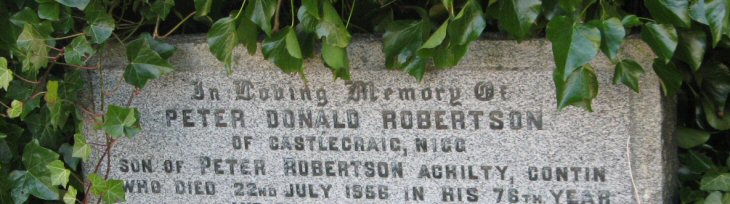 In Loving Memory Of
PETER DONALD ROBERTSON
OF CASTLECRAIG, NIGG
SON OF PETER ROBERTSON ACHILTY, CONTIN
WHO DIED 22ND JULY 1956 IN HIS 76TH YEAR